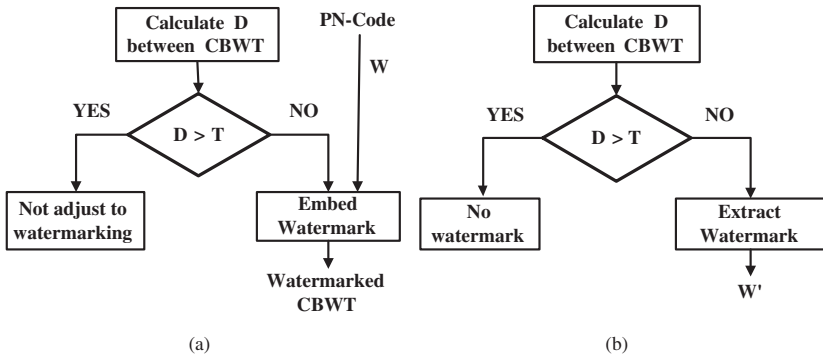 Calculate D
between CBWT
PN-Code
W
YES
NO
D > T
Not adjust to
watermarking
Embed
Watermark
Watermarked
CBWT
(a)
Calculate D
between CBWT
YES
NO
D > T
No
watermark
Extract
Watermark
W'
(b)